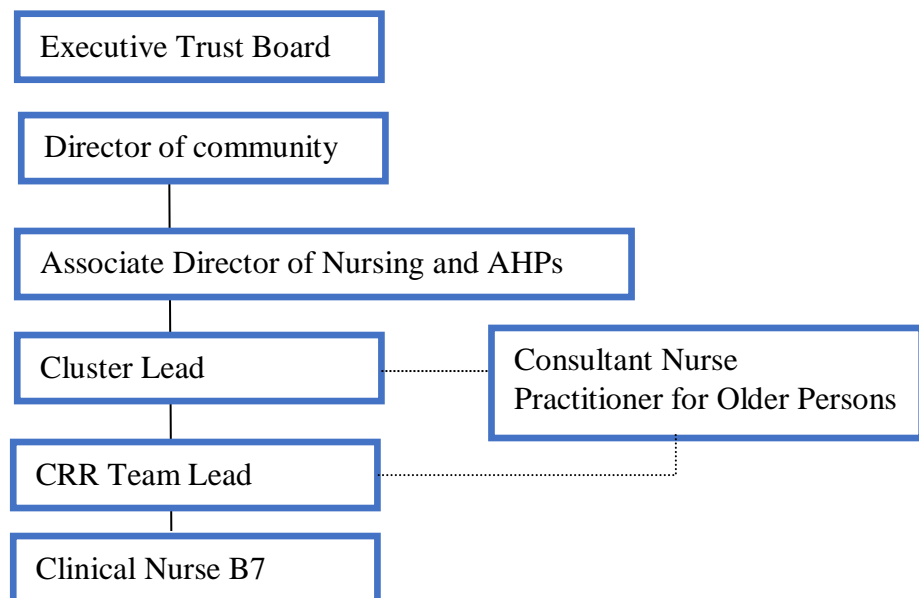 Executive Trust Board
Director of community
Associate Director of Nursing and AHPs
Cluster Lead
Consultant Nurse
Practitioner for Older Persons
CRR Team Lead
Clinical Nurse B7